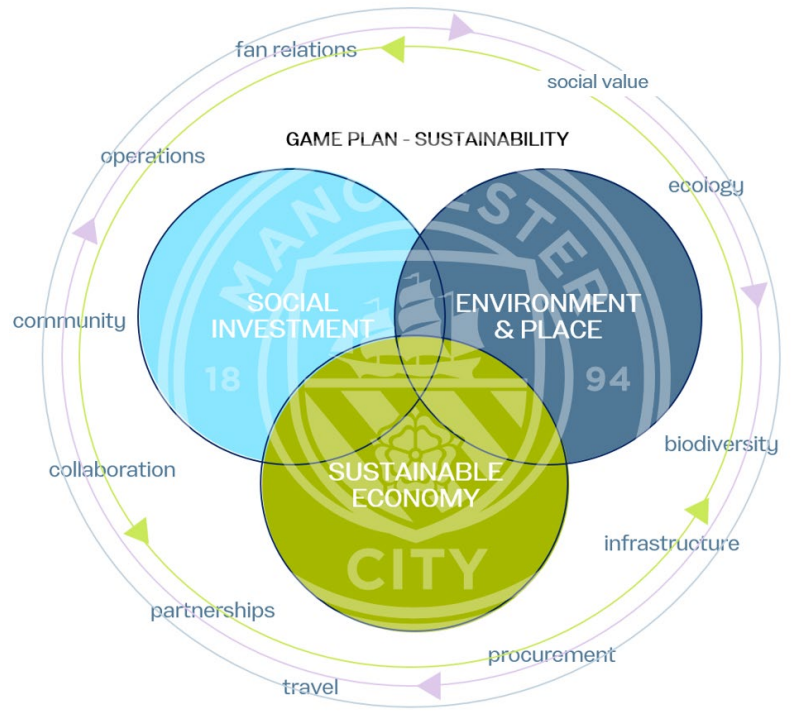 fan relations
social value
GAME PLAN - SUSTAINABILITY
operations
ecology
MANCHESTER
SOCIAL
INVESTMENT
ENVIRONMENT
& PLACE
community
18
94
biodiversity
collaboration
SUSTAINABLE
ECONOMY
infrastructure
CITY
partnerships
procurement
travel